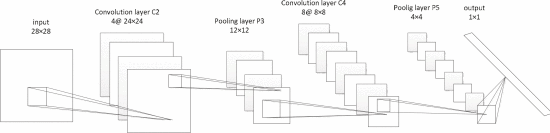 input
28×28
Convolution layer C2
4@ 24×24
Pooling layer P3
12×12
Convolution layer C4
8@ 8×8
Poolig layer P5
4×4
output
1×1